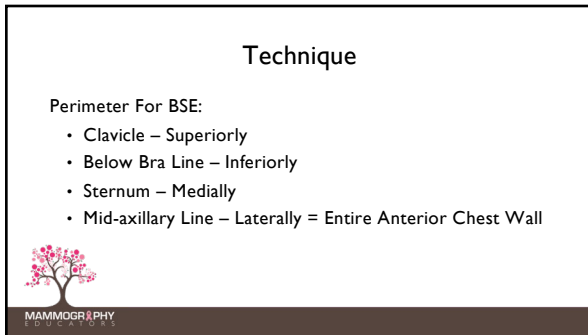 Technique
Perimeter For BSE:
• Clavicle – Superiorly
• Below Bra Line – Inferiorly
• Sternum – Medially
• Mid-axillary Line – Laterally = Entire Anterior Chest Wall
MAMMOGRAPHY
EDUCATORS